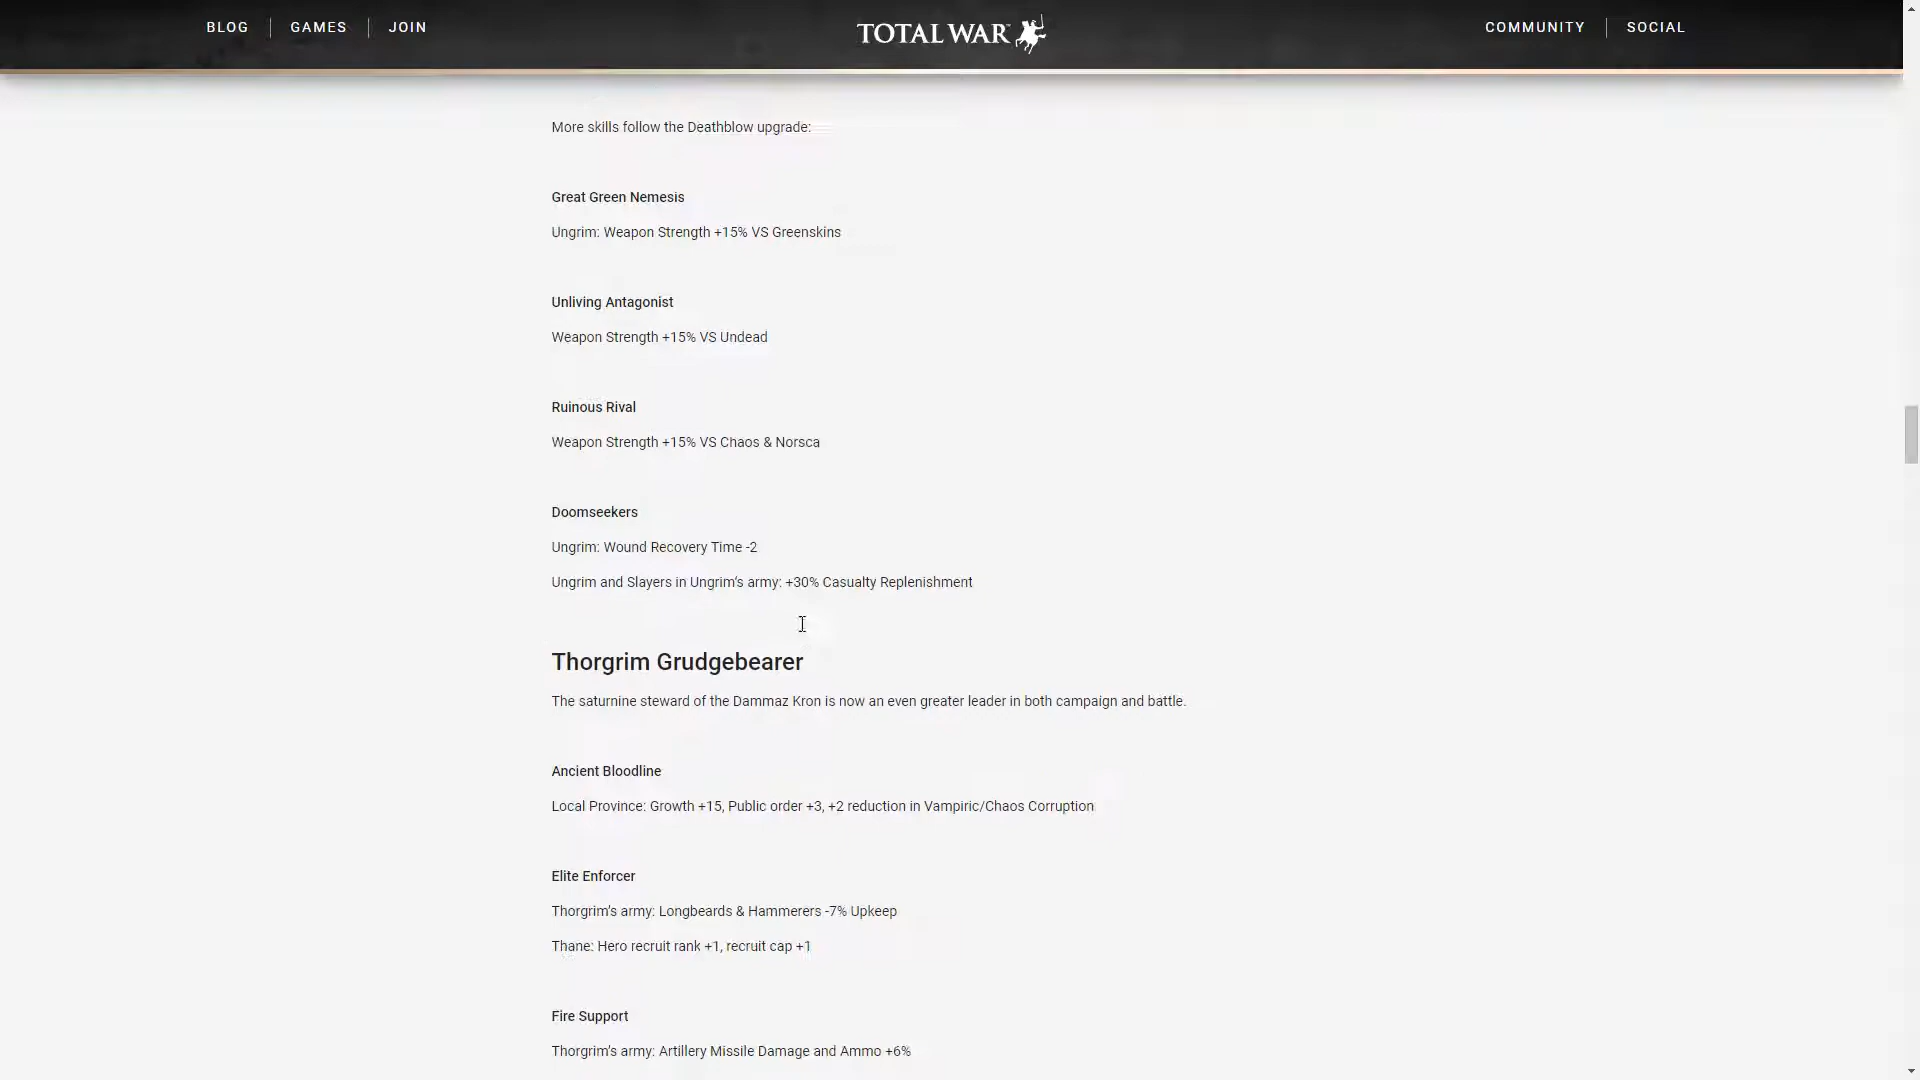 BLOG GAMES JOIN TOTAL WAR COMMUNITY SOCIAL
More skills follow the Deathblow upgrade:
Great Green Nemesis
Ungrim: Weapon Strength +15% VS Greenskins
Unliving Antagonist
Weapon Strength +15% VS Undead
Ruinous Rival
Weapon Strength +15% VS Chaos & Norsca
Doomseekers
Ungrim: Wound Recovery Time -2
Ungrim and Slayers in Ungrim's army: +30% Casualty Replenishment
Thorgrim Grudgebearer
The saturnine steward of the Dammaz Kron is now an even greater leader in both campaign and battle.
Ancient Bloodline
Local Province: Growth +15, Public order +3, +2 reduction in Vampiric/Chaos Corruption
Elite Enforcer
Thorgrim's army: Longbeards & Hammerers -7% Upkeep
Thane: Hero recruit rank +1, recruit cap +1
Fire Support
Thorgrim's army: Artillery Missile Damage and Ammo +6%